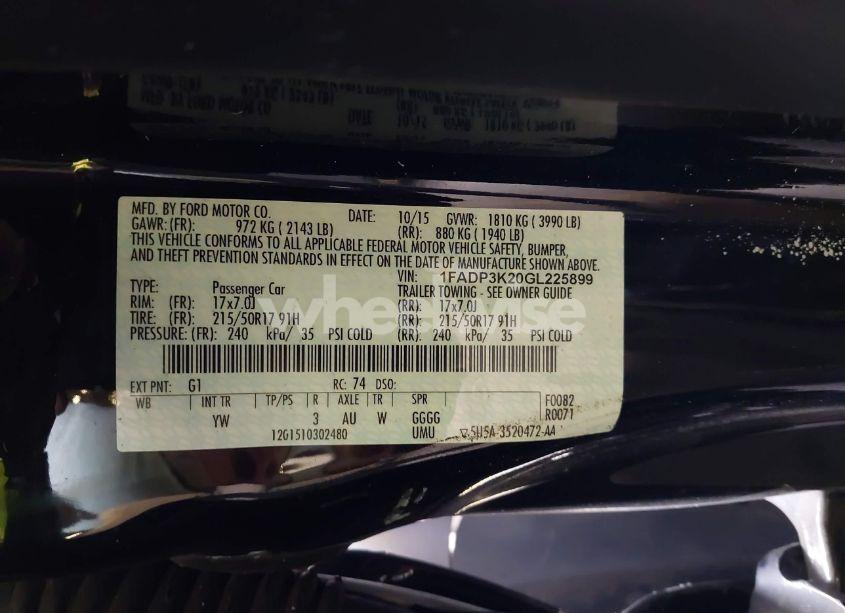 MFD. BY FORD MOTOR CO. DATE: 10/15 GVWR: 1810 KG ( 3990 LB)
GAWR: (FR): 972 KG ( 2143 LB) (RR): 880 KG ( 1940 LB)
THIS VEHICLE CONFORMS TO ALL APPLICABLE FEDERAL MOTOR VEHICLE SAFETY, BUMPER,
AND THEFT PREVENTION STANDARDS IN EFFECT ON THE DATE OF MANUFACTURE SHOWN ABOVE.
VIN: 1FADP3K20GL225899
TYPE: Passenger Car TRAILER TOWING - SEE OWNER GUIDE
RIM: (FR): 17x7.0J (RR): 17x7.0J
TIRE: (FR): 215/50R17 91H (RR): 215/50R17 91H
PRESSURE: (FR): 240 kPa/ 35 PSI COLD (RR): 240 kPa/ 35 PSI COLD
EXT PNT: G1 RC: 74 DSO:
WB INT TR TP/PS R AXLE TR SPR F0082
YW 3 AU W GGGG R0071
12G1510302480 UMU 5U5A-3520472-AA